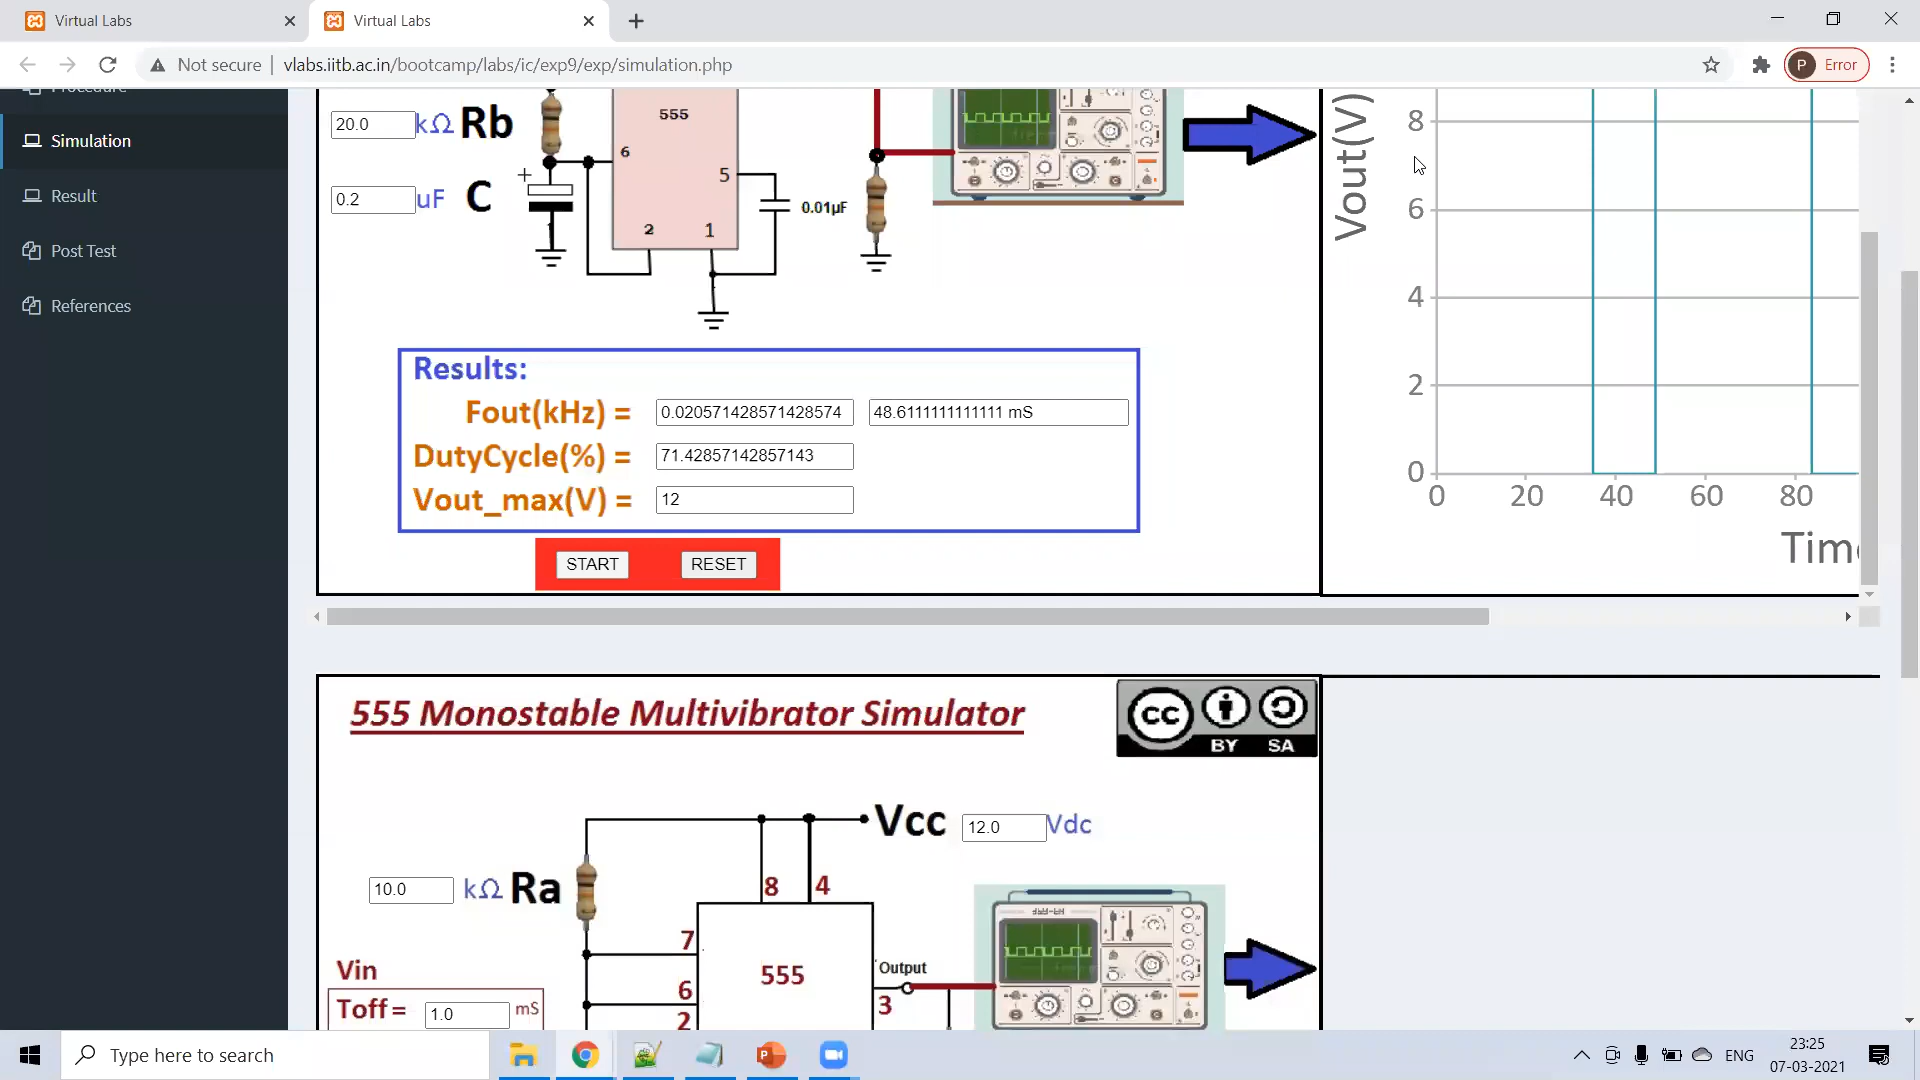 Virtual Labs
Virtual Labs
Not secure
vlabs.iitb.ac.in/bootcamp/labs/ic/exp9/exp/simulation.php
P Error
Procedure
Simulation
Result
Post Test
References
20.0 kΩ Rb
0.2 uF C
+
555
6
5
2
1
0.01µF
Vout(V)
8
6
4
2
0
0 20 40 60 80
Time
Results:
Fout(kHz) = 0.020571428571428574 48.6111111111111 mS
DutyCycle(%) = 71.42857142857143
Vout_max(V) = 12
START RESET
555 Monostable Multivibrator Simulator
cc
BY SA
Vcc 12.0 Vdc
10.0 kΩ Ra
8 4
7
555
6
2
Output
3
Vin
Toff= 1.0 mS
Type here to search
ENG
23:25
07-03-2021